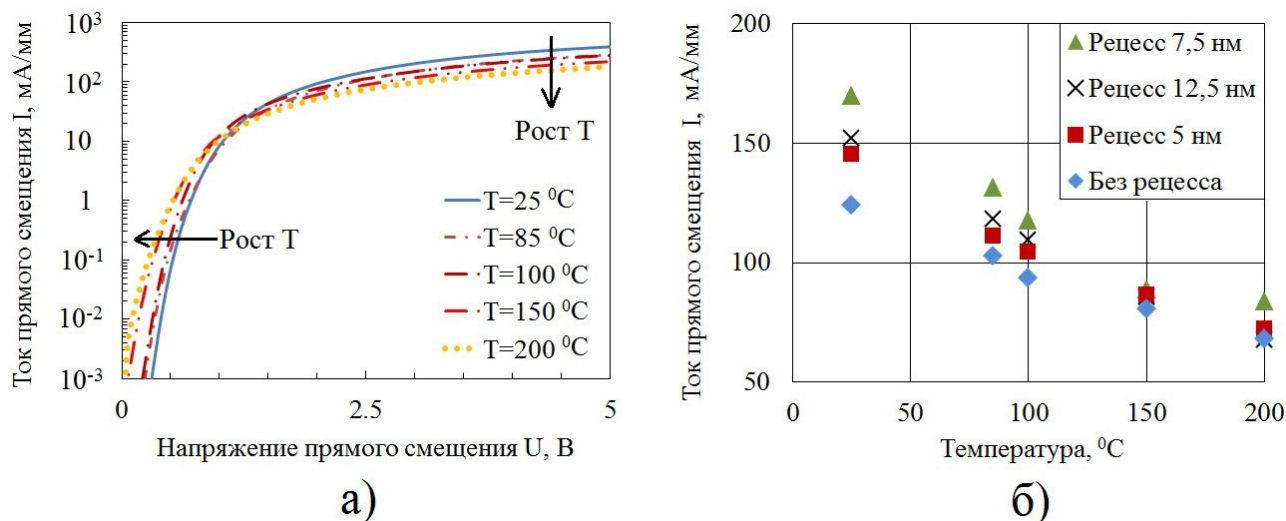 Ток прямого смещения I, мА/мм
10³
10²
10
1
10⁻¹
10⁻²
10⁻³
0
2.5
5
Рост T
Рост T
T=25 ⁰C
T=85 ⁰C
T=100 ⁰C
T=150 ⁰C
T=200 ⁰C
Напряжение прямого смещения U, В
а)
Ток прямого смещения I, мА/мм
200
150
100
50
0
50
100
150
200
Рецесс 7,5 нм
Рецесс 12,5 нм
Рецесс 5 нм
Без рецесса
Температура, ⁰C
б)